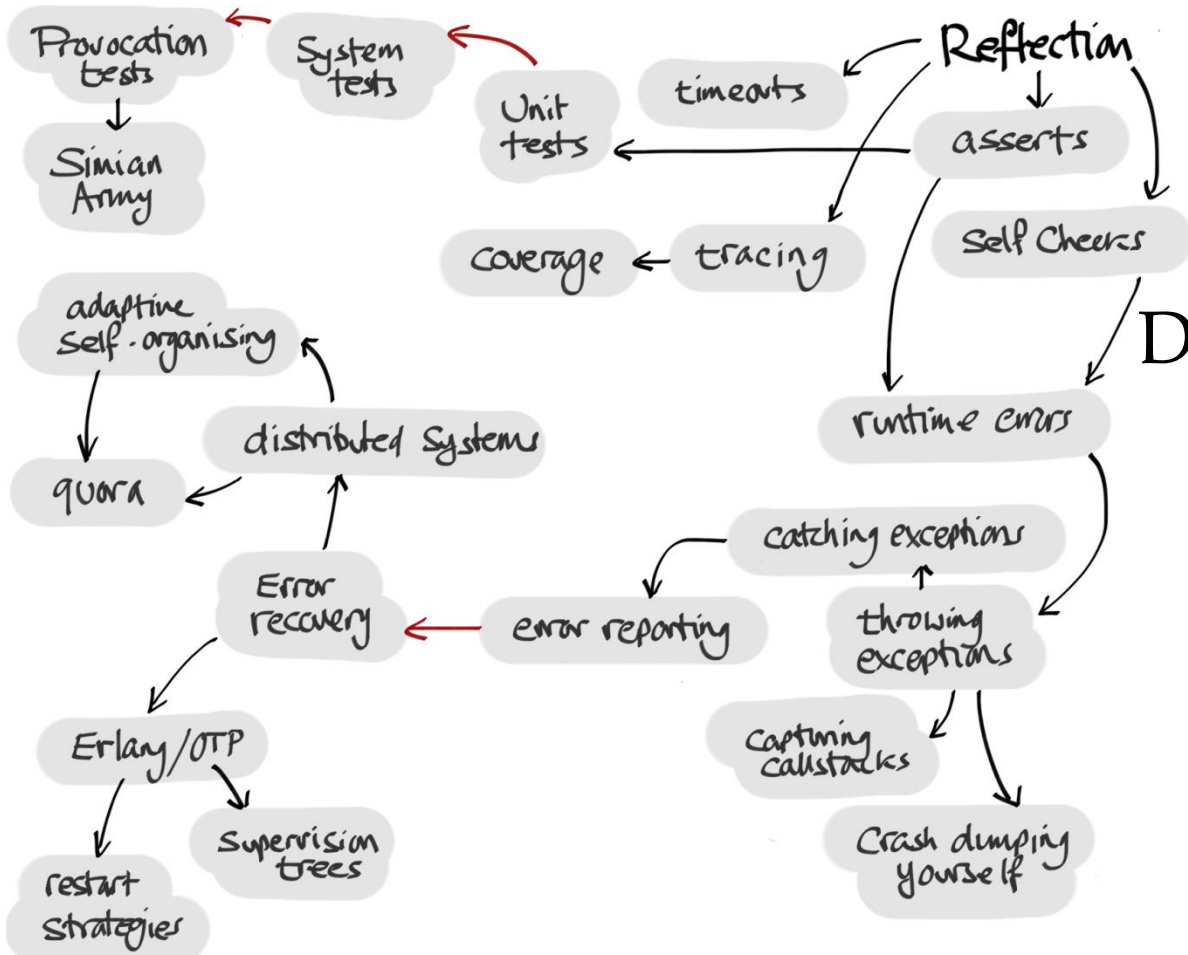 Provocation
tests
System
tests
Reflection
timeouts
Unit
tests
asserts
Simian
Army
Self Checks
coverage
tracing
adaptive
self-organising
D
runtime errors
distributed systems
quora
catching exceptions
Error
recovery
error reporting
throwing
exceptions
Erlang/OTP
Capturing
callstacks
Supervision
trees
Crash dumping
yourself
restart
strategies